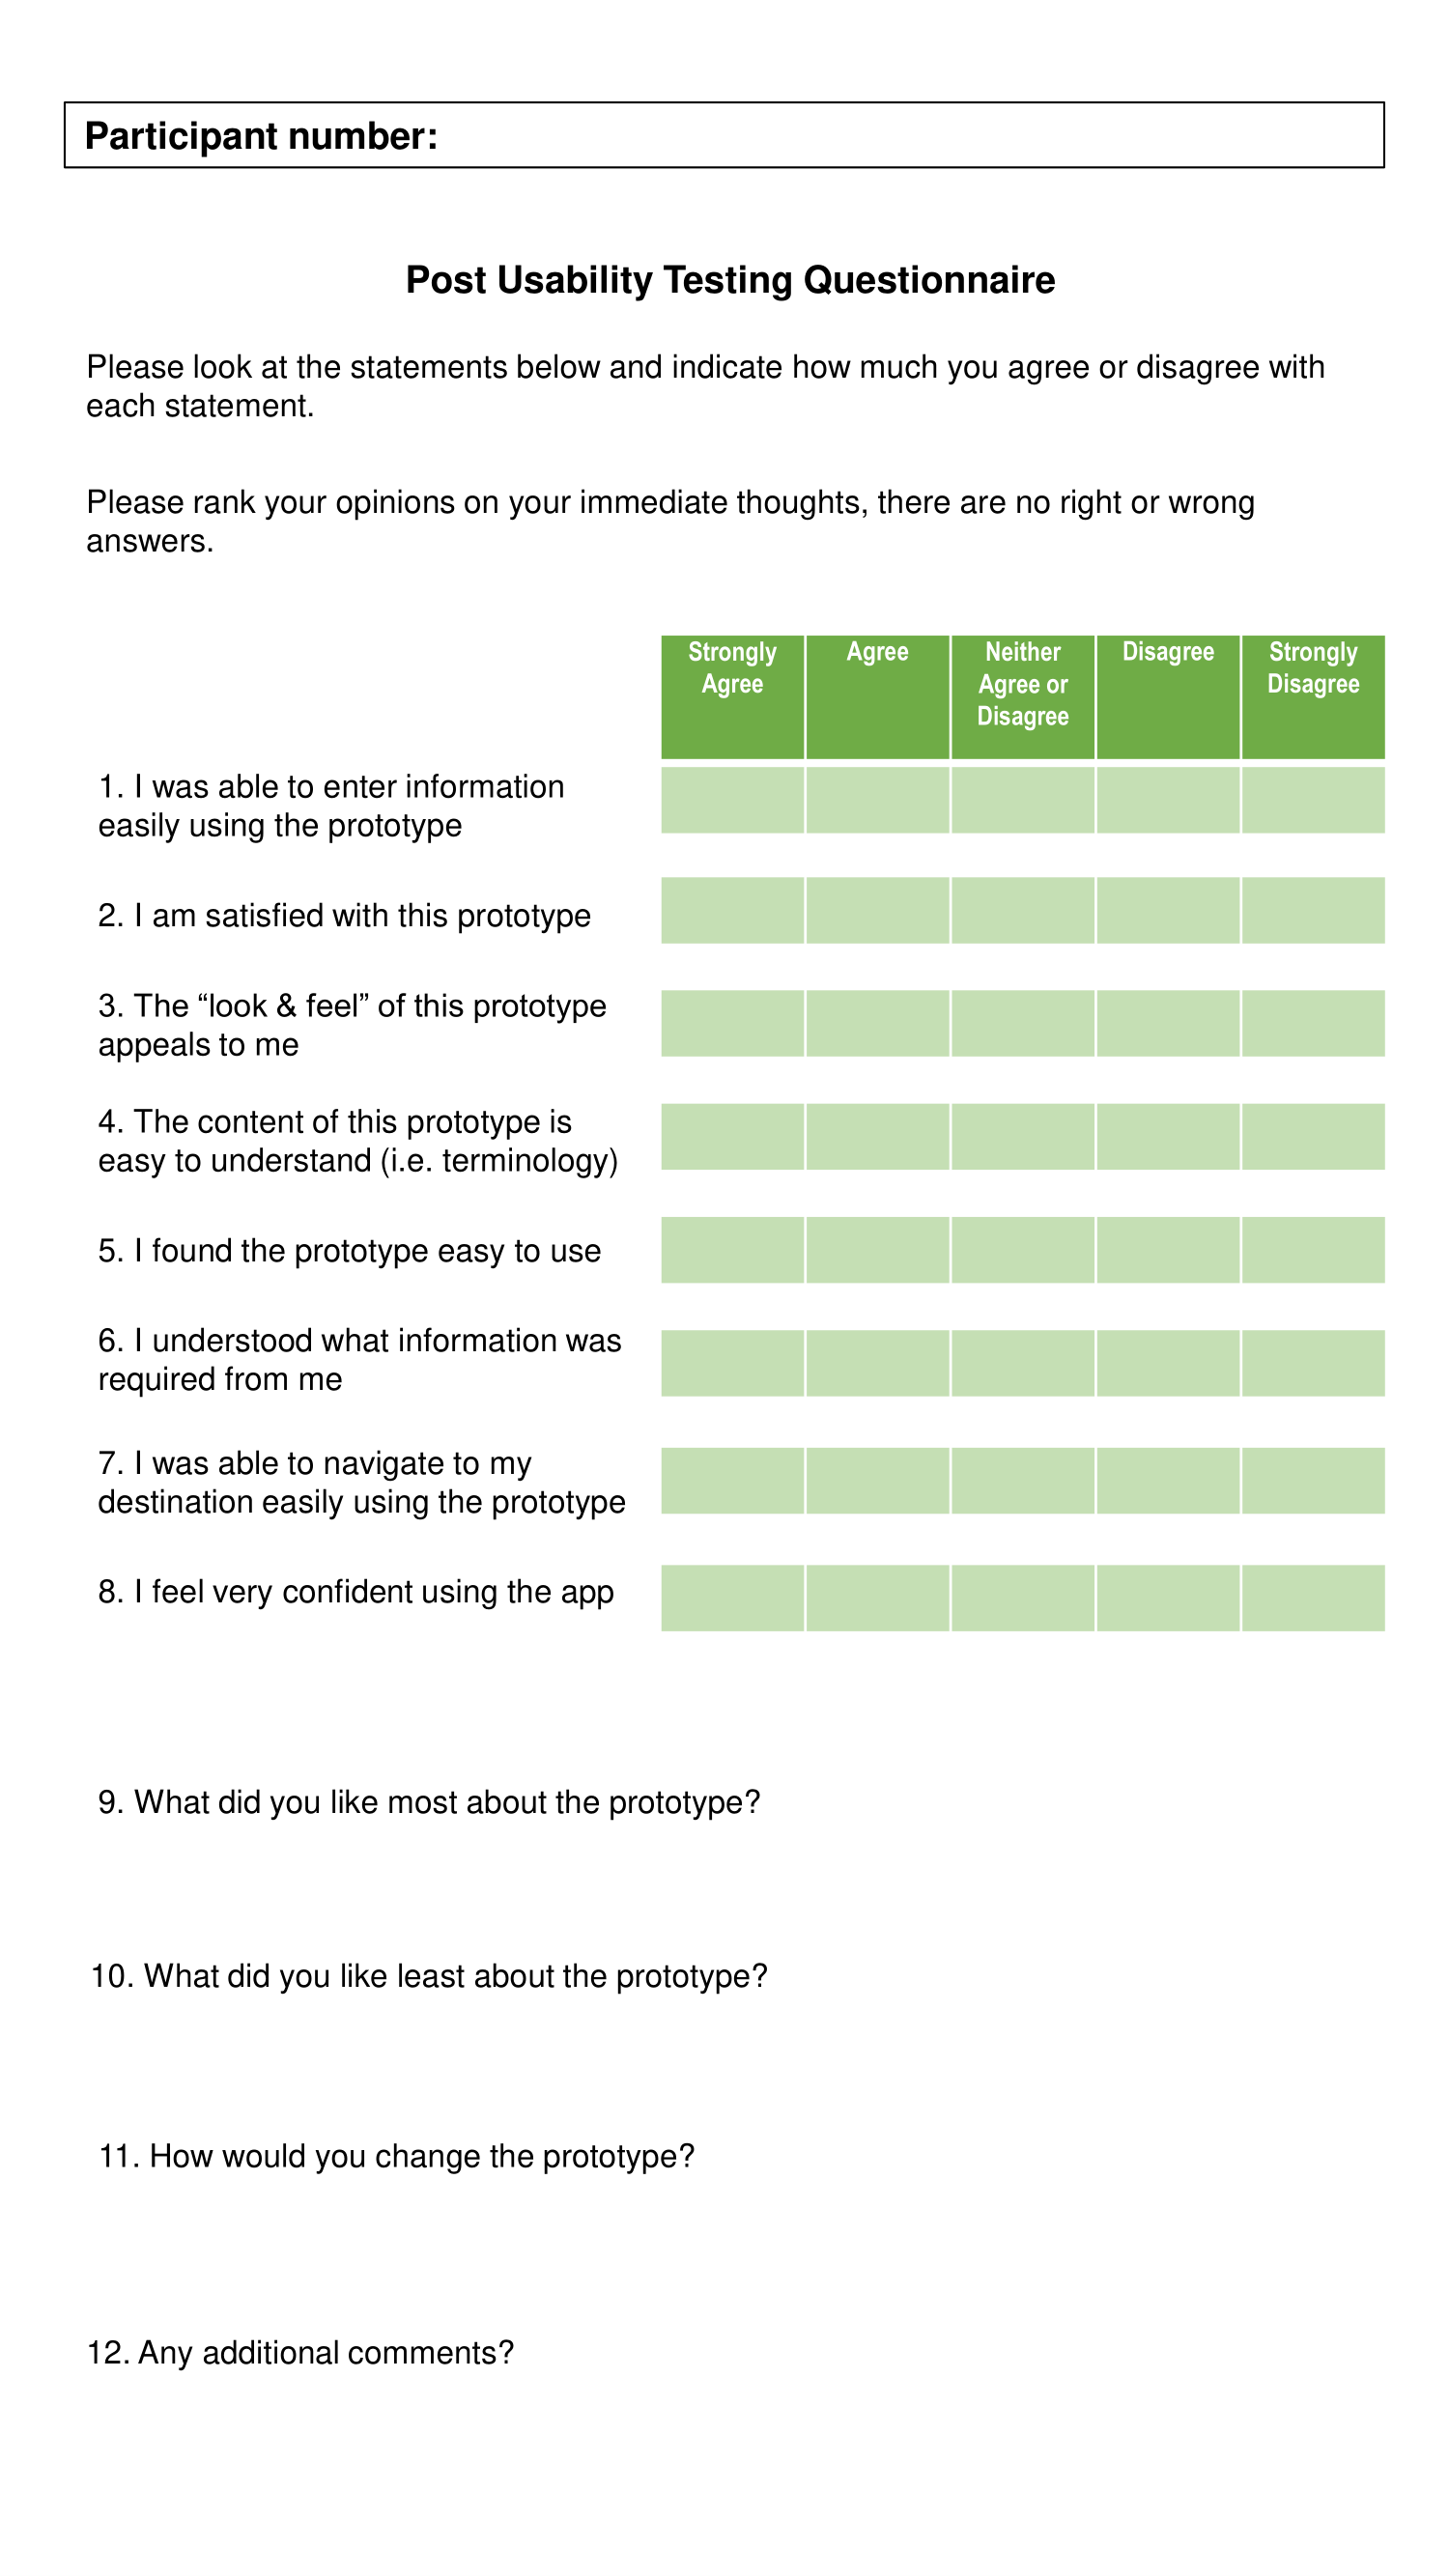 Participant number:
Post Usability Testing Questionnaire
Please look at the statements below and indicate how much you agree or disagree with
each statement.
Please rank your opinions on your immediate thoughts, there are no right or wrong
answers.
Strongly Agree
Agree
Neither Agree or Disagree
Disagree
Strongly Disagree
1. I was able to enter information
easily using the prototype
2. I am satisfied with this prototype
3. The “look & feel” of this prototype
appeals to me
4. The content of this prototype is
easy to understand (i.e. terminology)
5. I found the prototype easy to use
6. I understood what information was
required from me
7. I was able to navigate to my
destination easily using the prototype
8. I feel very confident using the app
9. What did you like most about the prototype?
10. What did you like least about the prototype?
11. How would you change the prototype?
12. Any additional comments?